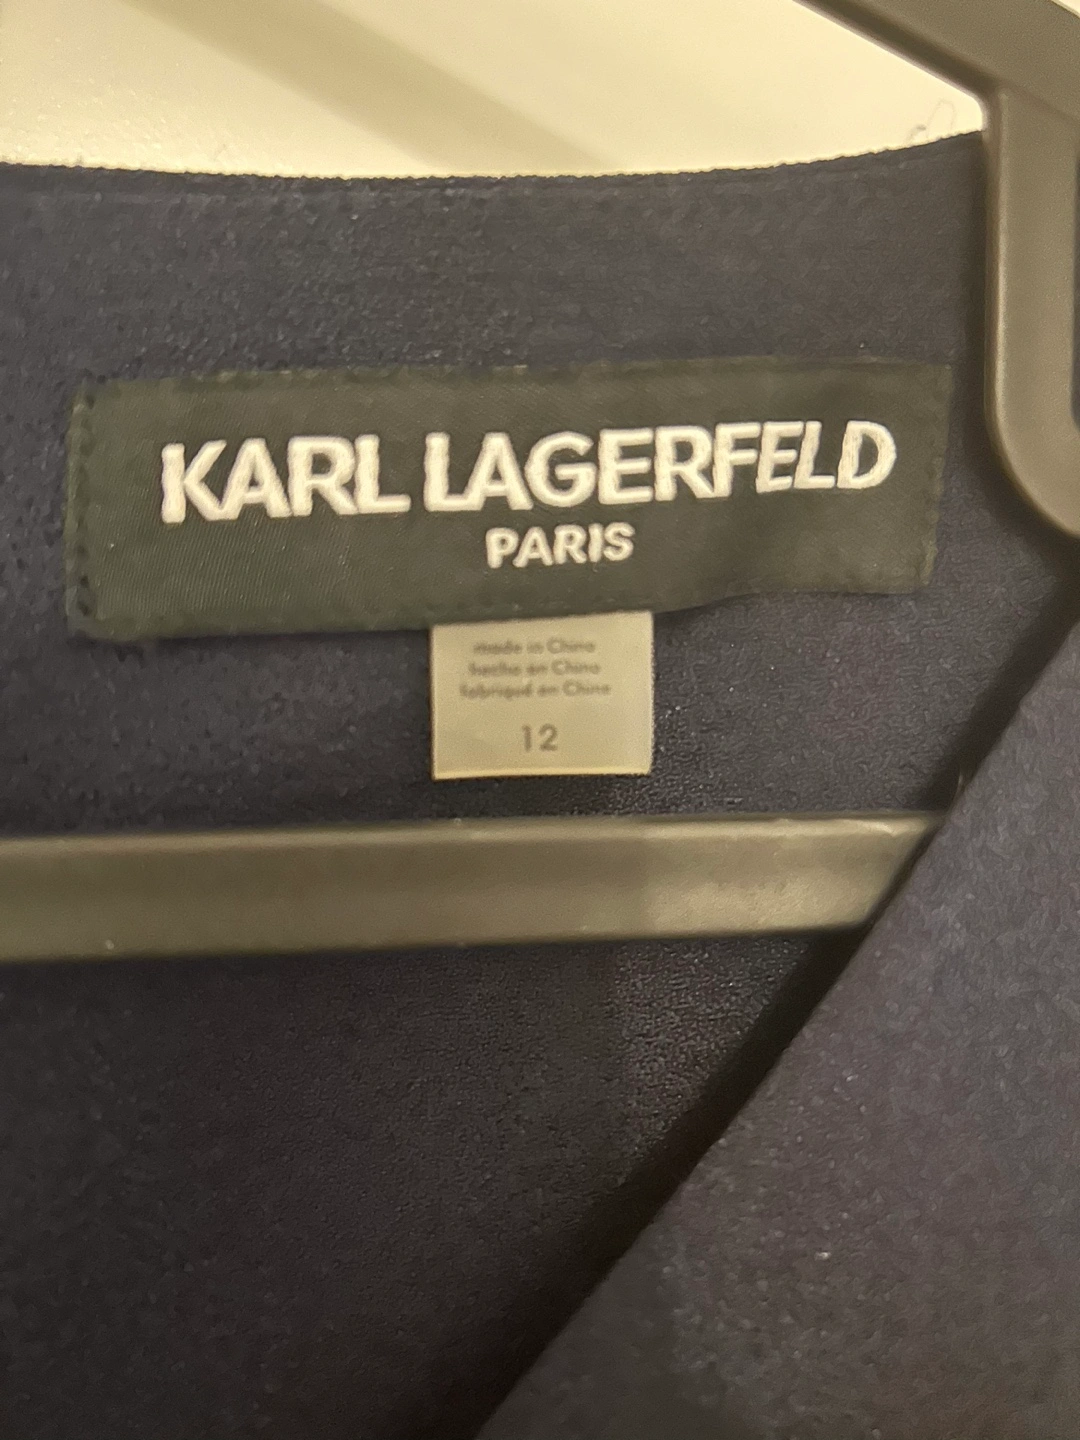 KARL LAGERFELD
PARIS
made in China
hecho en China
fabriqué en Chine
12